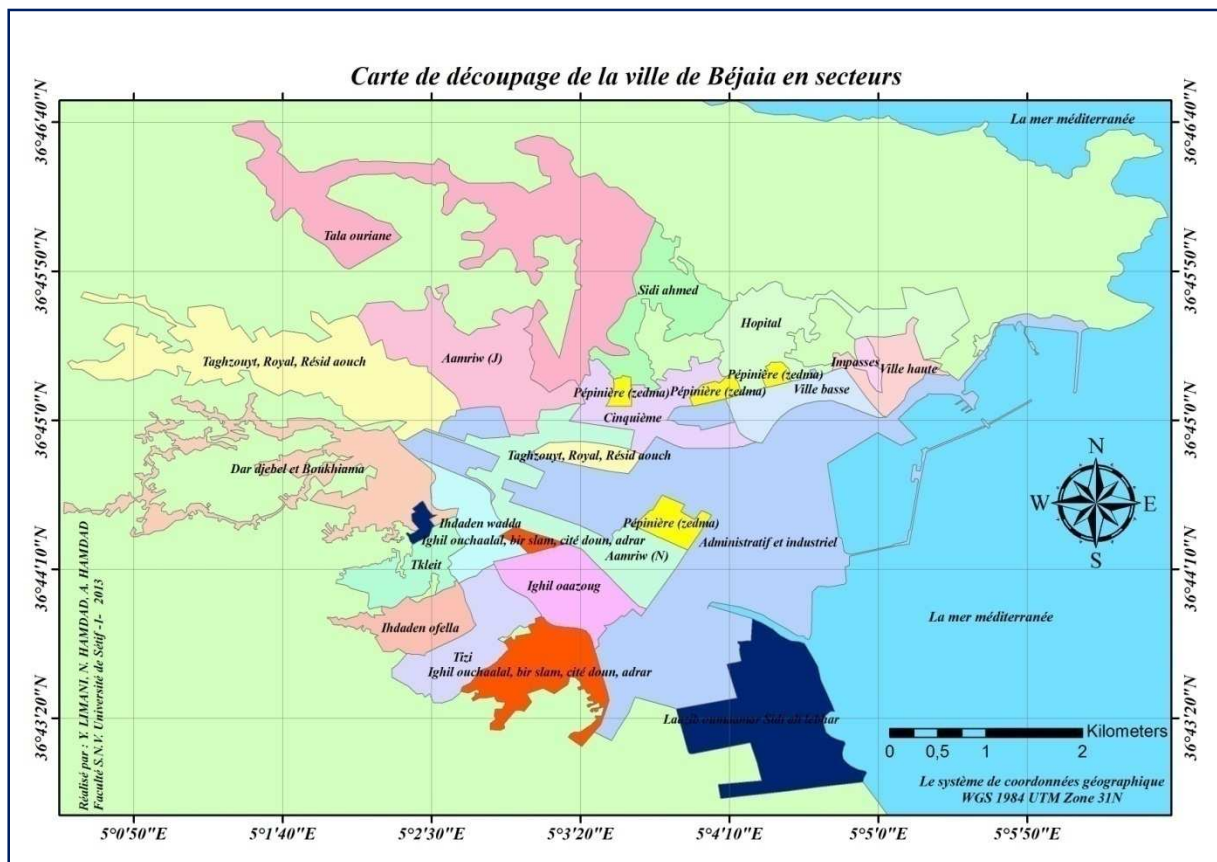 Carte de découpage de la ville de Béjaia en secteurs
36°46'40"N
36°46'40"N
La mer méditerranée
Tala ouriane
36°45'50"N
36°45'50"N
Sidi ahmed
Hopital
Taghzouyt, Royal, Résid aouch
Aamriw (J)
Impasses
Ville haute
Pépinière (zedma)
Pépinière (zedma)
Pépinière (zedma)
Ville basse
Cinquième
36°45'0"N
36°45'0"N
Taghzouyt, Royal, Résid aouch
Dar djebel et Boukhiama
N
W
E
S
Ihdaden wadda
Pépinière (zedma)
Ighil ouchaalal, bir slam, cité doun, adrar
Administratif et industriel
Aamriw (N)
Tkleit
36°44'10"N
36°44'10"N
Ighil oaazoug
La mer méditerranée
Ihdaden ofella
Tizi
Ighil ouchaalal, bir slam, cité doun, adrar
36°43'20"N
36°43'20"N
Sidi ali lebhar
Kilometers
0 0,5 1 2
Le système de coordonnées géographique
WGS 1984 UTM Zone 31N
Réalisé par : Y. LIMANI, N. HAMDAD, A. HAMDAD
Faculté S.N.V. Université de Sétif -I- 2013
5°0'50"E 5°1'40"E 5°2'30"E 5°3'20"E 5°4'10"E 5°5'0"E 5°5'50"E